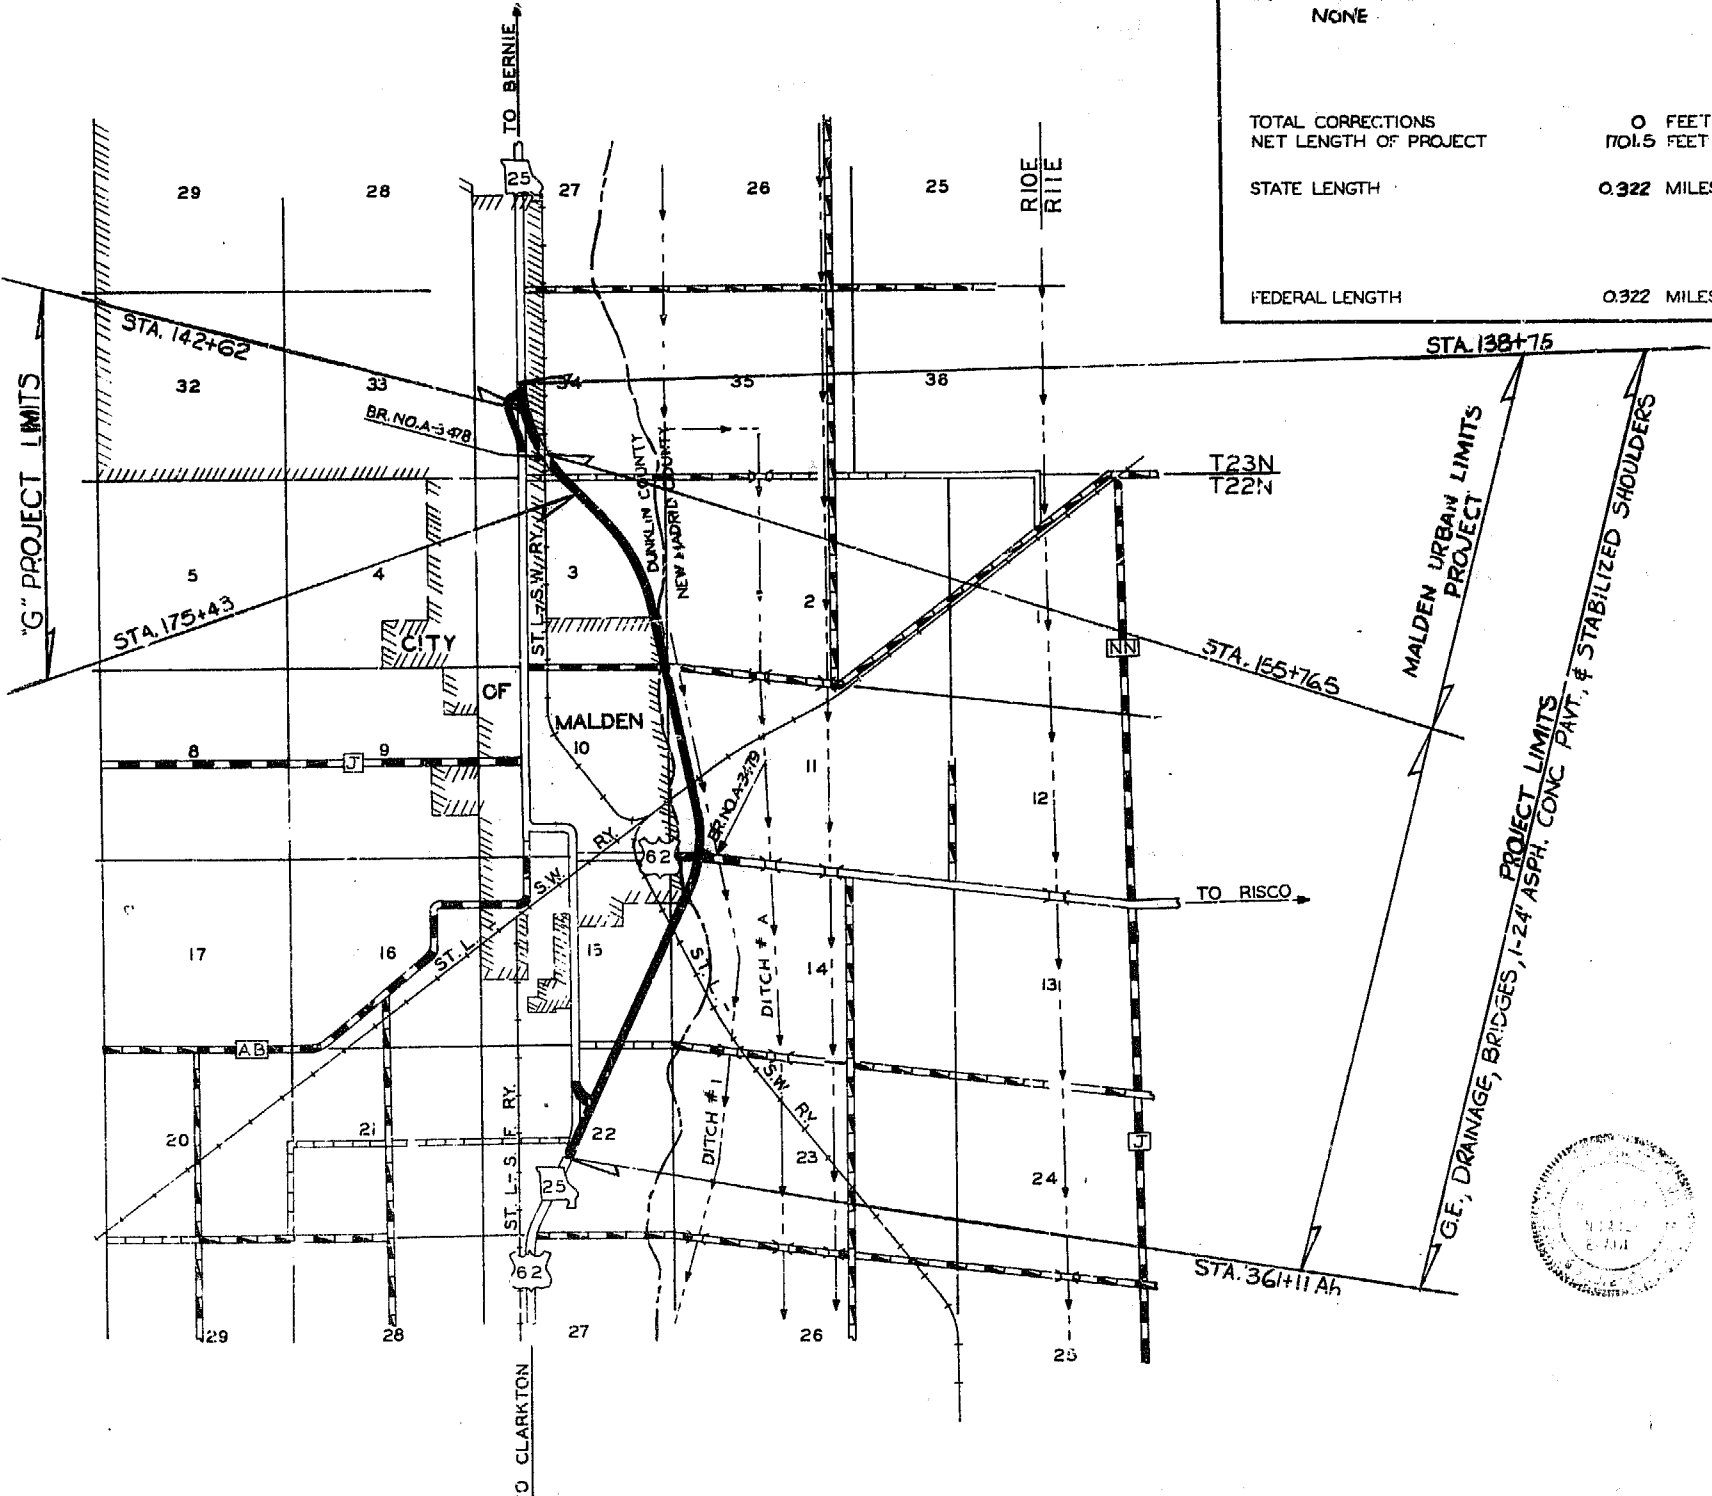 NONE
TOTAL CORRECTIONS 0 FEET
NET LENGTH OF PROJECT 1701.5 FEET
STATE LENGTH 0.322 MILES
FEDERAL LENGTH 0.322 MILES
TO BERNIE
25
29
28
27
26
25
R10E
R11E
STA. 142+62
STA. 138+75
"G" PROJECT LIMITS
32
33
34
35
36
BR. NO. A-3478
DUNKLIN COUNTY
NEW MADRID COUNTY
T23N
T22N
ST. L. S.W. RY.
5
4
3
2
1
STA. 175+43
CITY
OF
MALDEN
NN
STA. 155+76.5
MALDEN URBAN LIMITS
PROJECT
PROJECT LIMITS
G.E., DRAINAGE, BRIDGES, 1-24' ASPH. CONC. PAVT., & STABILIZED SHOULDERS
8
J
9
10
11
12
BR. NO. A-3479
62
TO RISCO
ST. L.
S.W.
RY.
17
16
15
14
13
ST. L.
S.W.
RY.
DITCH # A
DITCH # 1
AB
ST. L.-S. F. RY.
20
21
22
23
24
J
25
62
STA. 361+11 Ah
29
28
27
26
25
O CLARKTON